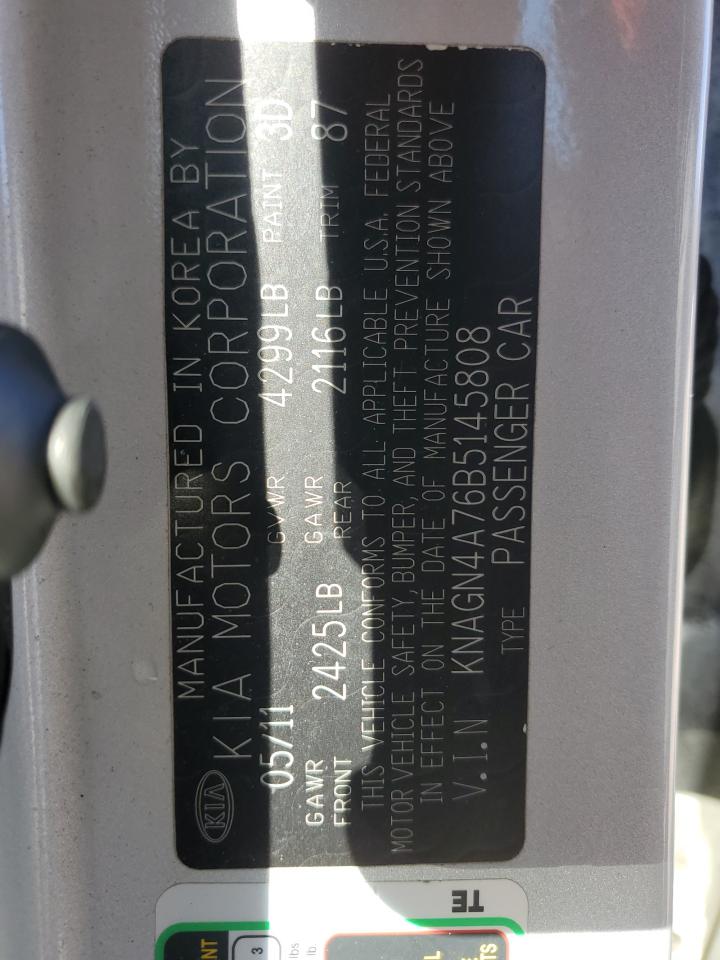 MANUFACTURED IN KOREA BY
KIA KIA MOTORS CORPORATION
05/11 GVWR 4299LB PAINT 3D
GAWR FRONT 2425LB GAWR REAR 2116LB TRIM 87
THIS VEHICLE CONFORMS TO ALL APPLICABLE U.S.A. FEDERAL
MOTOR VEHICLE SAFETY, BUMPER, AND THEFT PREVENTION STANDARDS
IN EFFECT ON THE DATE OF MANUFACTURE SHOWN ABOVE
V.I.N KNAGN4A76B5145808
TYPE PASSENGER CAR
TE
3
lbs
lb.